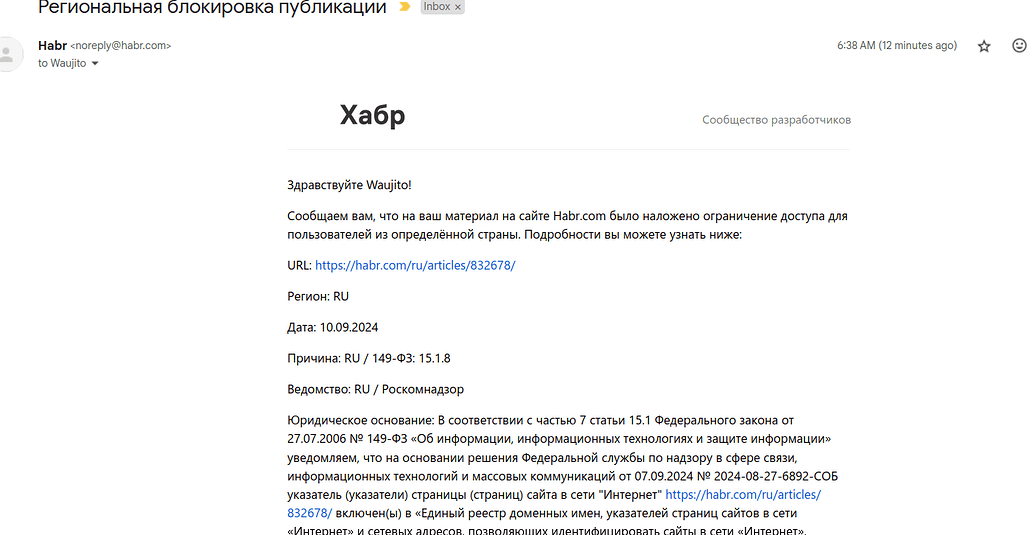 Региональная блокировка публикации Inbox ×
Habr <noreply@habr.com> 6:38 AM (12 minutes ago)
to Waujito
Хабр Сообщество разработчиков
Здравствуйте Waujito!
Сообщаем вам, что на ваш материал на сайте Habr.com было наложено ограничение доступа для
пользователей из определённой страны. Подробности вы можете узнать ниже:
URL: https://habr.com/ru/articles/832678/
Регион: RU
Дата: 10.09.2024
Причина: RU / 149-ФЗ: 15.1.8
Ведомство: RU / Роскомнадзор
Юридическое основание: В соответствии с частью 7 статьи 15.1 Федерального закона от
27.07.2006 № 149-ФЗ «Об информации, информационных технологиях и защите информации»
уведомляем, что на основании решения Федеральной службы по надзору в сфере связи,
информационных технологий и массовых коммуникаций от 07.09.2024 № 2024-08-27-6892-СОБ
указатель (указатели) страницы (страниц) сайта в сети "Интернет" https://habr.com/ru/articles/
832678/ включен(ы) в «Единый реестр доменных имен, указателей страниц сайтов в сети
«Интернет» и сетевых адресов, позволяющих идентифицировать сайты в сети «Интернет»,